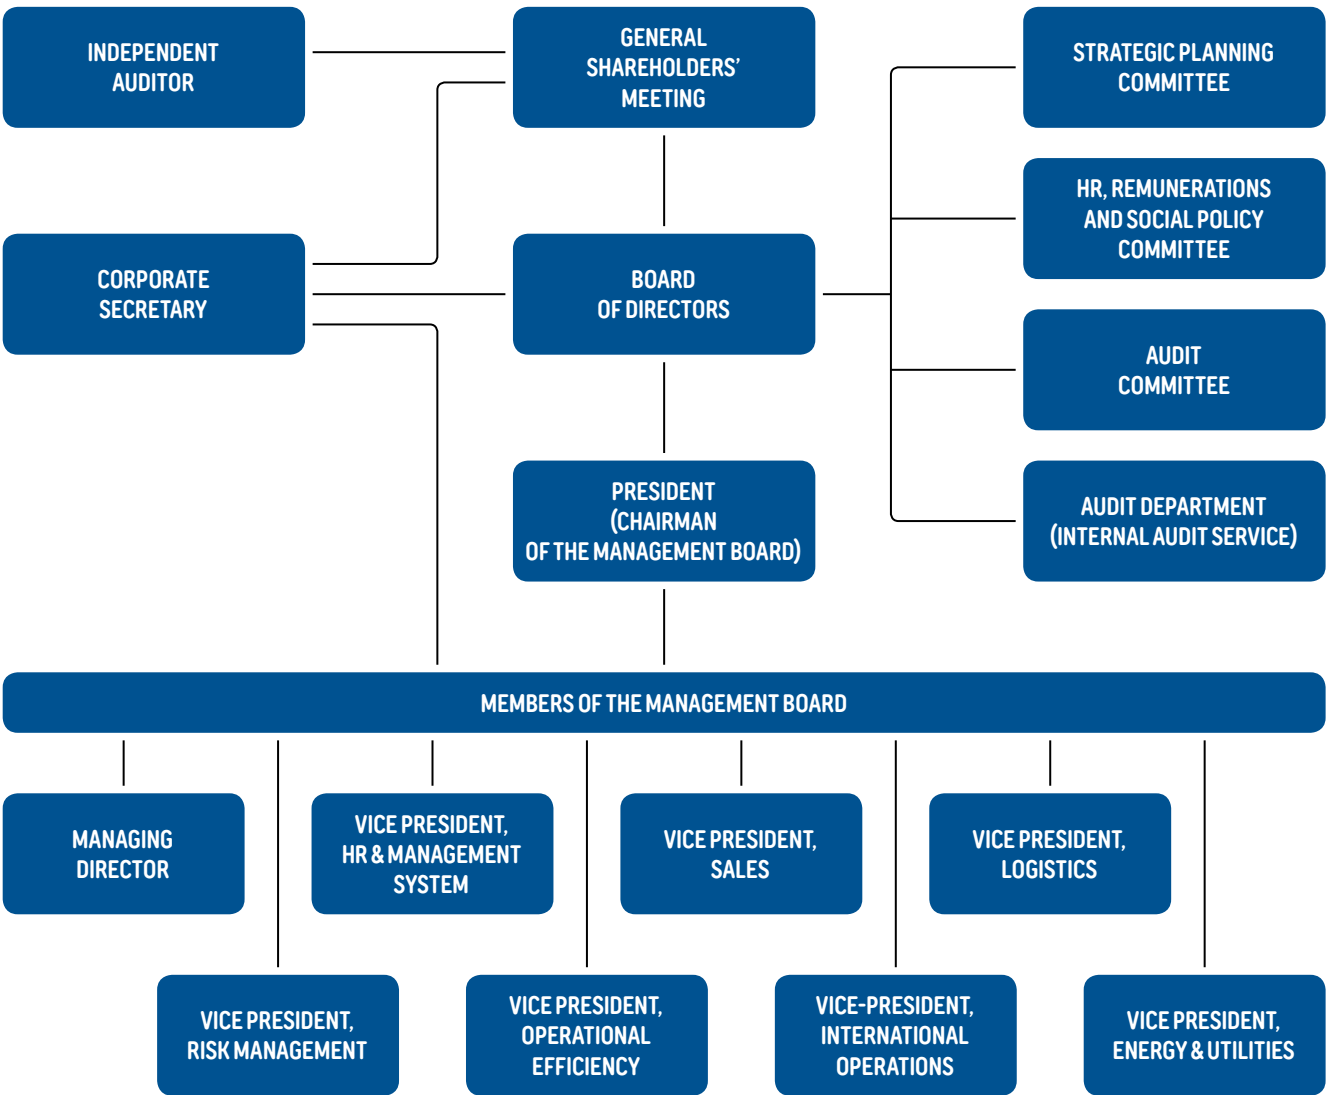 INDEPENDENT
AUDITOR
GENERAL
SHAREHOLDERS’
MEETING
STRATEGIC PLANNING
COMMITTEE
HR, REMUNERATIONS
AND SOCIAL POLICY
COMMITTEE
CORPORATE
SECRETARY
BOARD
OF DIRECTORS
AUDIT
COMMITTEE
PRESIDENT
(CHAIRMAN
OF THE MANAGEMENT BOARD)
AUDIT DEPARTMENT
(INTERNAL AUDIT SERVICE)
MEMBERS OF THE MANAGEMENT BOARD
MANAGING
DIRECTOR
VICE PRESIDENT,
HR & MANAGEMENT
SYSTEM
VICE PRESIDENT,
SALES
VICE PRESIDENT,
LOGISTICS
VICE PRESIDENT,
RISK MANAGEMENT
VICE PRESIDENT,
OPERATIONAL
EFFICIENCY
VICE-PRESIDENT,
INTERNATIONAL
OPERATIONS
VICE PRESIDENT,
ENERGY & UTILITIES